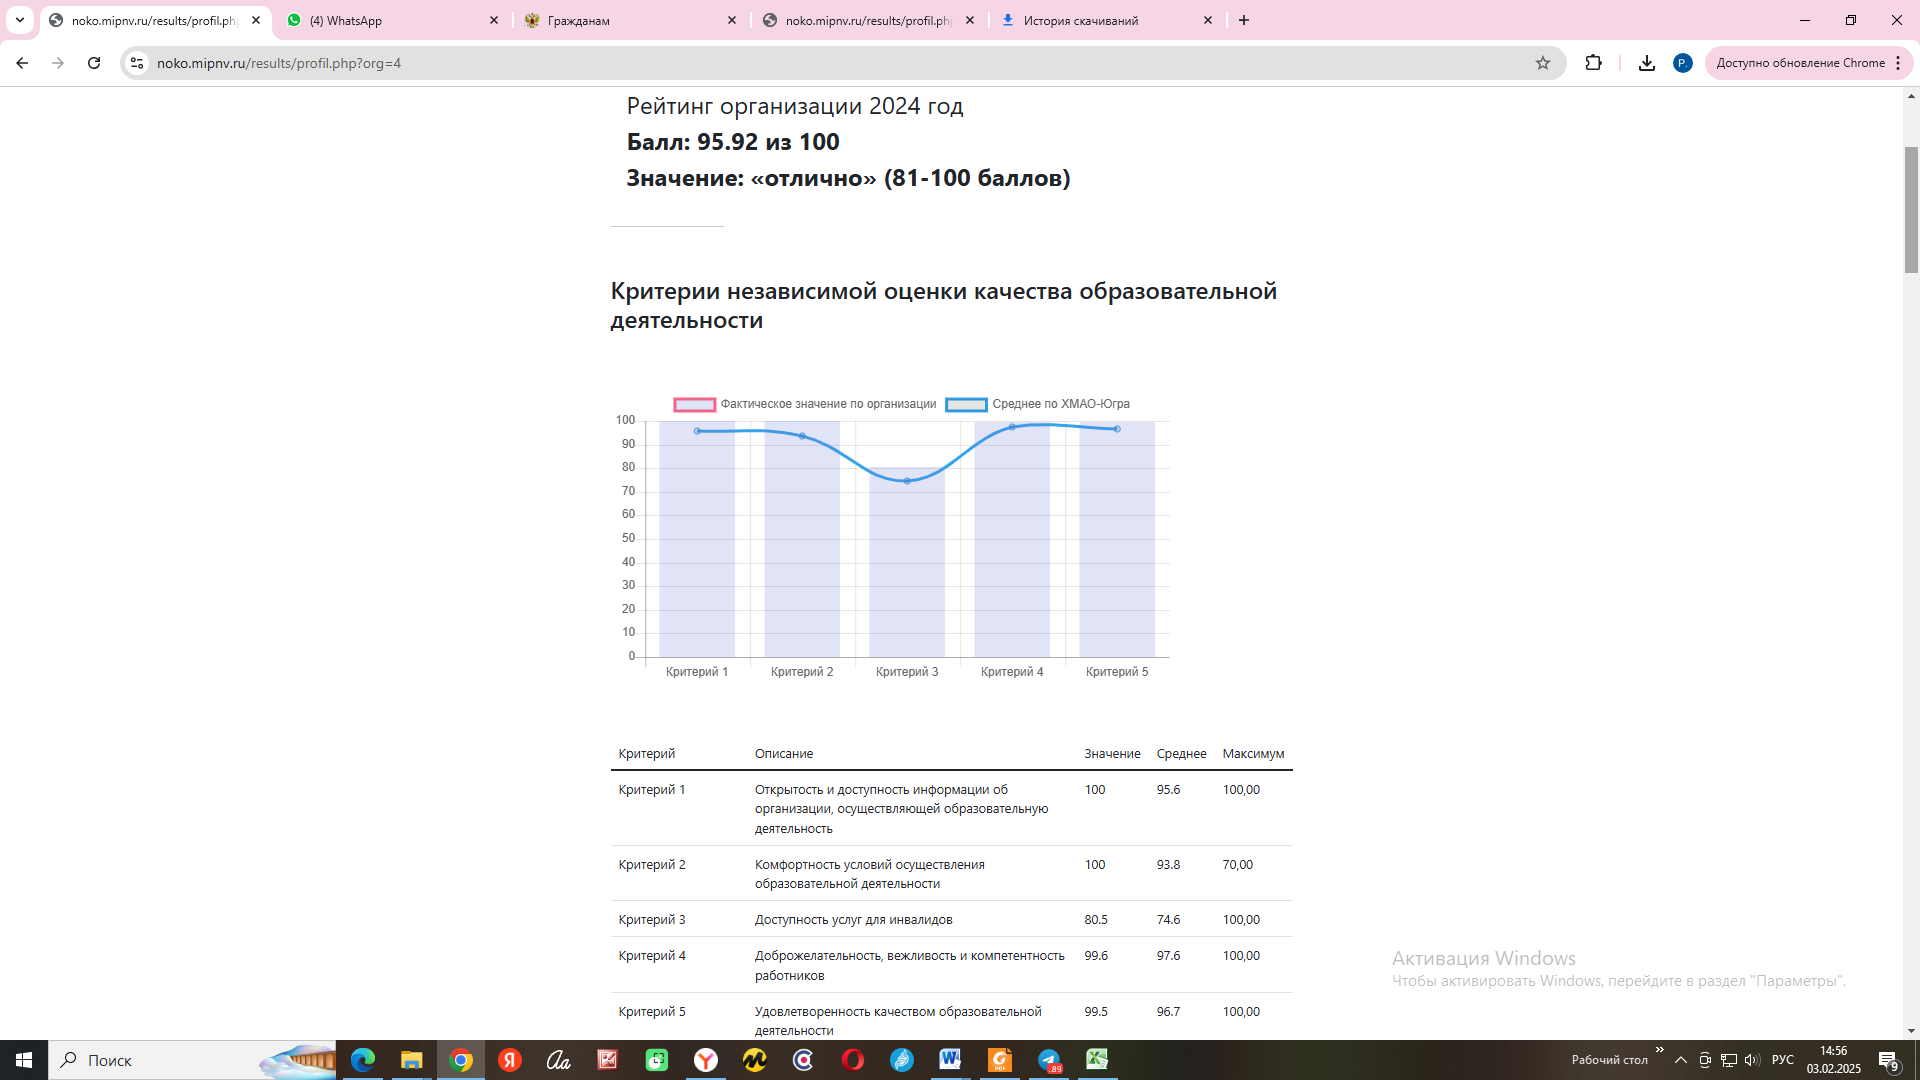 noko.mipnv.ru/results/profil.php
(4) WhatsApp
Гражданам
noko.mipnv.ru/results/profil.php
История скачиваний
noko.mipnv.ru/results/profil.php?org=4
P.
Доступно обновление Chrome
Рейтинг организации 2024 год
Балл: 95.92 из 100
Значение: «отлично» (81-100 баллов)
Критерии независимой оценки качества образовательной
деятельности
Фактическое значение по организации Среднее по ХМАО-Югра
100
90
80
70
60
50
40
30
20
10
0
Критерий 1 Критерий 2 Критерий 3 Критерий 4 Критерий 5
Критерий Описание Значение Среднее Максимум
Критерий 1 Открытость и доступность информации об 100 95.6 100,00
организации, осуществляющей образовательную
деятельность
Критерий 2 Комфортность условий осуществления 100 93.8 70,00
образовательной деятельности
Критерий 3 Доступность услуг для инвалидов 80.5 74.6 100,00
Критерий 4 Доброжелательность, вежливость и компетентность 99.6 97.6 100,00
работников
Критерий 5 Удовлетворенность качеством образовательной 99.5 96.7 100,00
деятельности
Активация Windows
Чтобы активировать Windows, перейдите в раздел "Параметры".
Поиск
Рабочий стол
РУС
14:56
03.02.2025
9